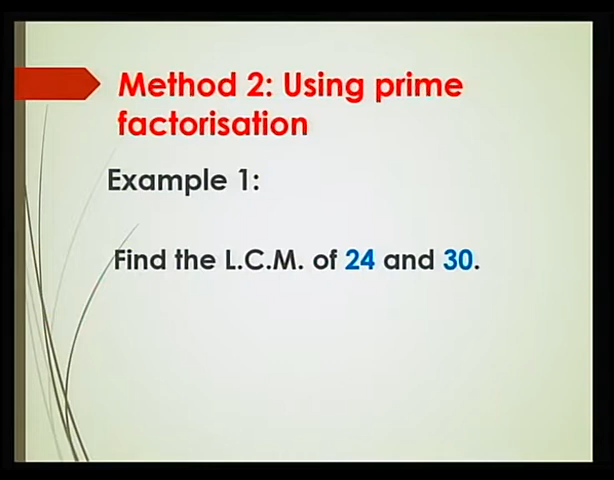 Method 2: Using prime
factorisation
Example 1:
Find the L.C.M. of 24 and 30.